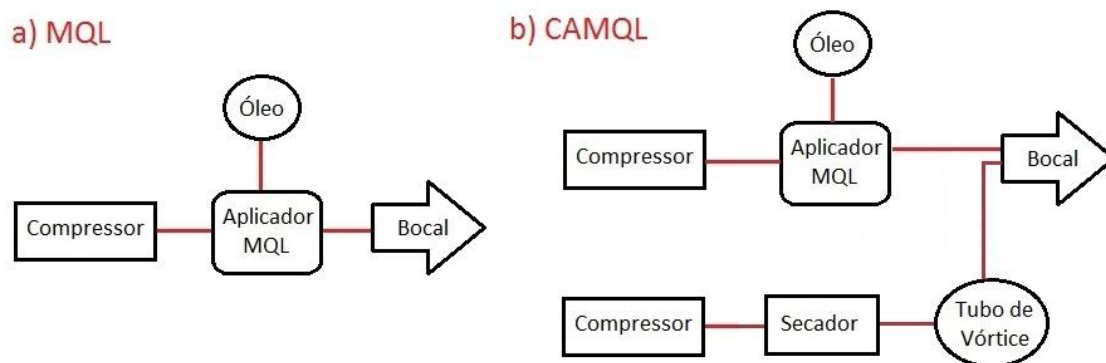 a) MQL
Óleo
Compressor
Aplicador
MQL
Bocal
b) CAMQL
Óleo
Compressor
Aplicador
MQL
Bocal
Compressor
Secador
Tubo de
Vórtice